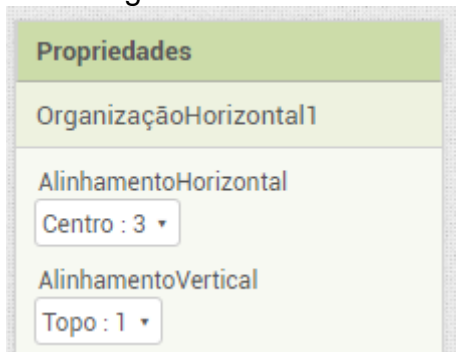 Propriedades
OrganizaçãoHorizontal1
AlinhamentoHorizontal
Centro : 3
AlinhamentoVertical
Topo : 1